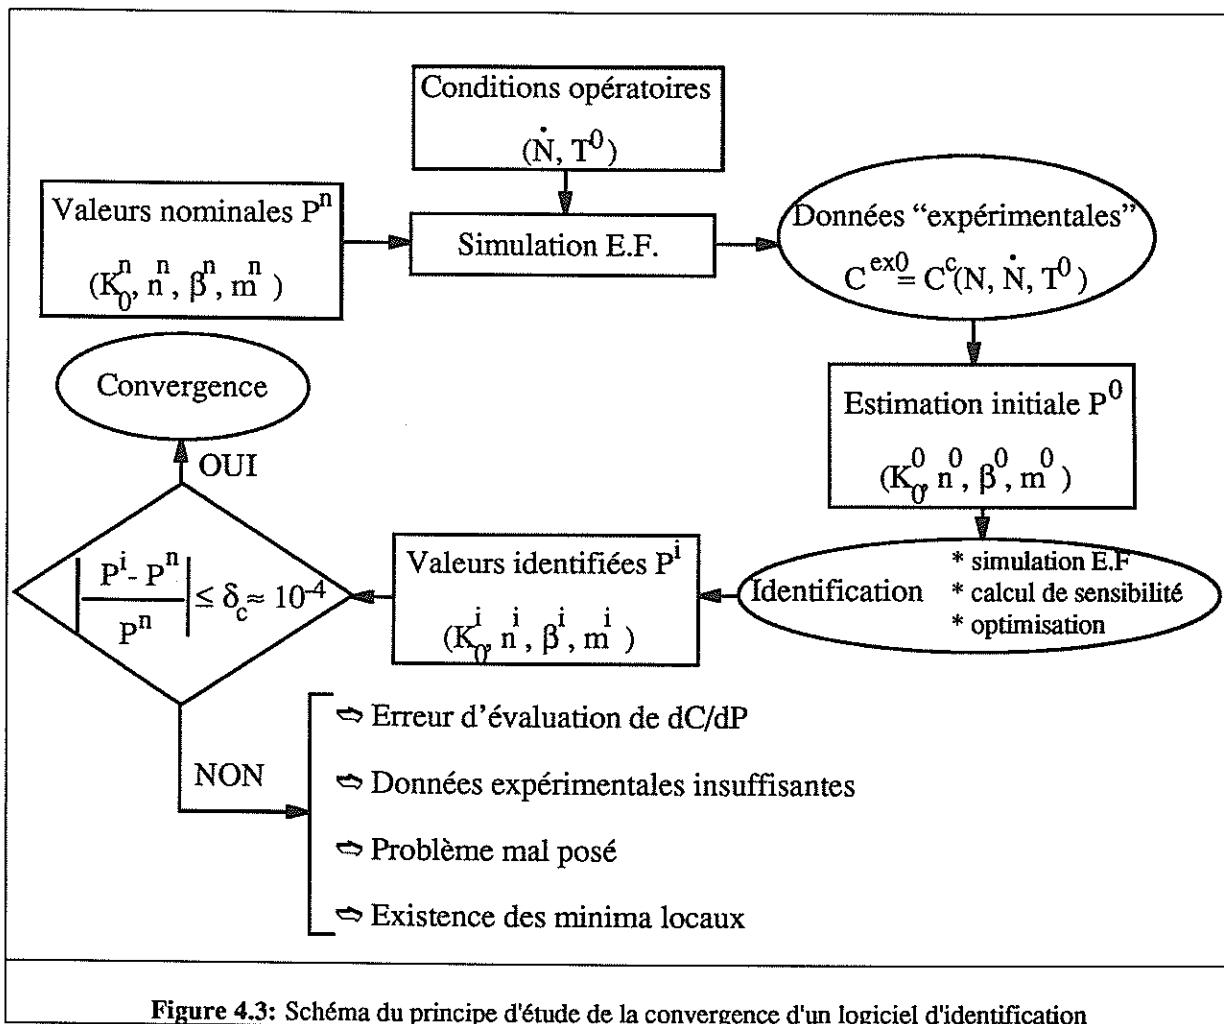 Conditions opératoires
(Ṅ, T⁰)
Valeurs nominales Pⁿ
(K₀ⁿ, nⁿ, βⁿ, mⁿ)
Simulation E.F.
Données “expérimentales”
C^ex0 = C^c(N, Ṅ, T⁰)
Estimation initiale P⁰
(K₀⁰, n⁰, β⁰, m⁰)
Identification
* simulation E.F
* calcul de sensibilité
* optimisation
Valeurs identifiées Pⁱ
(K₀ⁱ, nⁱ, βⁱ, mⁱ)
| (Pⁱ - Pⁿ) / Pⁿ | ≤ δ_c ≈ 10⁻⁴
OUI
Convergence
NON
⇨ Erreur d’évaluation de dC/dP
⇨ Données expérimentales insuffisantes
⇨ Problème mal posé
⇨ Existence des minima locaux
Figure 4.3: Schéma du principe d'étude de la convergence d'un logiciel d'identification